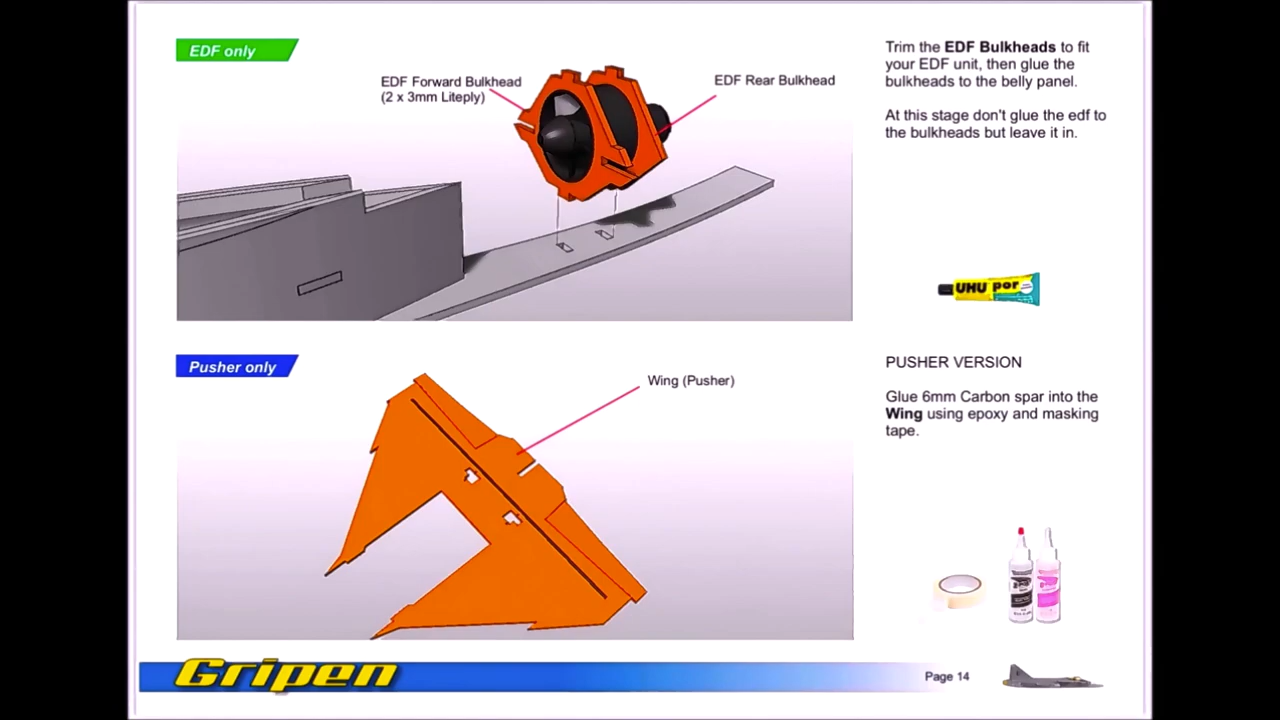 EDF only
EDF Forward Bulkhead
(2 x 3mm Liteply)
EDF Rear Bulkhead
Trim the EDF Bulkheads to fit
your EDF unit, then glue the
bulkheads to the belly panel.
At this stage don't glue the edf to
the bulkheads but leave it in.
UHU por
Pusher only
Wing (Pusher)
PUSHER VERSION
Glue 6mm Carbon spar into the
Wing using epoxy and masking
tape.
Gripen
Page 14